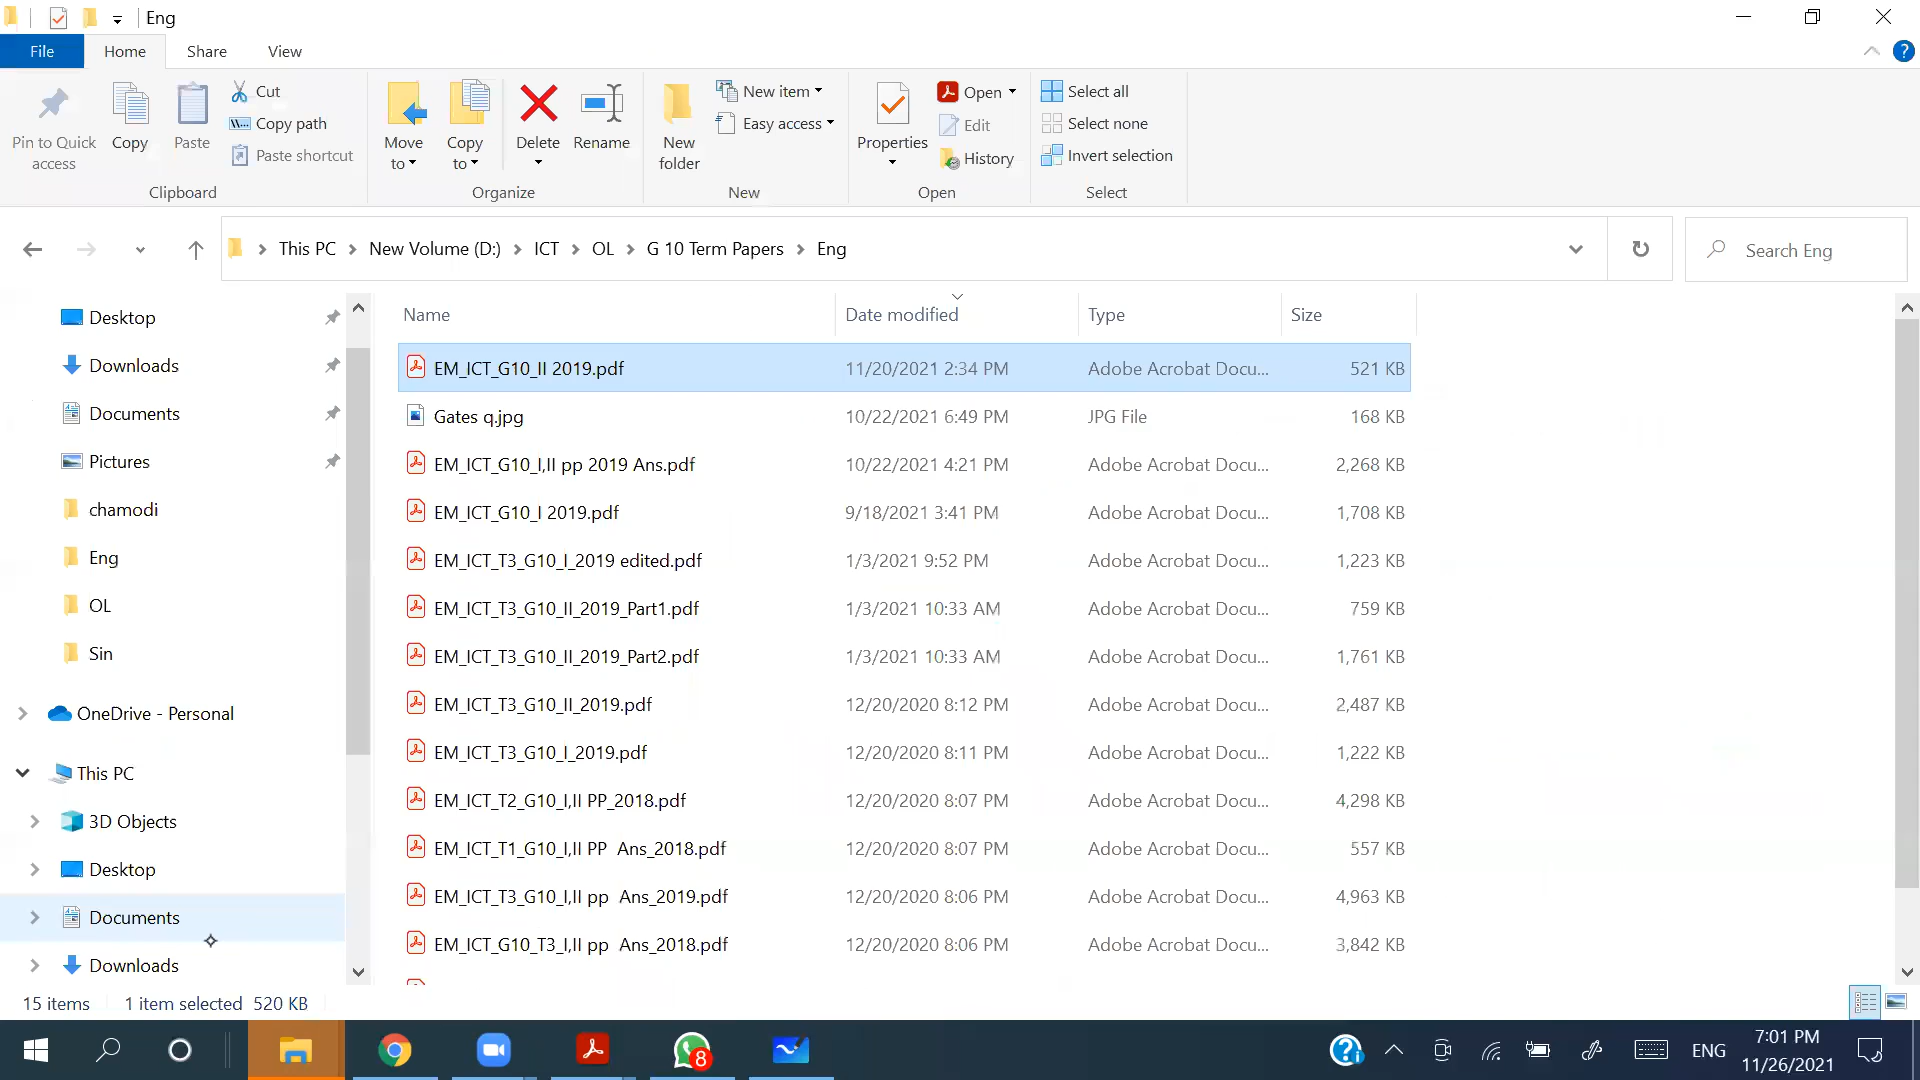 Eng
File Home Share View
Pin to Quick access
Copy
Paste
Cut
Copy path
Paste shortcut
Clipboard
Move to
Copy to
Delete
Rename
Organize
New folder
New item
Easy access
New
Properties
Open
Edit
History
Open
Select all
Select none
Invert selection
Select
This PC New Volume (D:) ICT OL G 10 Term Papers Eng
Search Eng
Desktop
Downloads
Documents
Pictures
chamodi
Eng
OL
Sin
OneDrive - Personal
This PC
3D Objects
Desktop
Documents
Downloads
Name Date modified Type Size
EM_ICT_G10_II 2019.pdf 11/20/2021 2:34 PM Adobe Acrobat Docu... 521 KB
Gates q.jpg 10/22/2021 6:49 PM JPG File 168 KB
EM_ICT_G10_I,II pp 2019 Ans.pdf 10/22/2021 4:21 PM Adobe Acrobat Docu... 2,268 KB
EM_ICT_G10_I 2019.pdf 9/18/2021 3:41 PM Adobe Acrobat Docu... 1,708 KB
EM_ICT_T3_G10_I_2019 edited.pdf 1/3/2021 9:52 PM Adobe Acrobat Docu... 1,223 KB
EM_ICT_T3_G10_II_2019_Part1.pdf 1/3/2021 10:33 AM Adobe Acrobat Docu... 759 KB
EM_ICT_T3_G10_II_2019_Part2.pdf 1/3/2021 10:33 AM Adobe Acrobat Docu... 1,761 KB
EM_ICT_T3_G10_II_2019.pdf 12/20/2020 8:12 PM Adobe Acrobat Docu... 2,487 KB
EM_ICT_T3_G10_I_2019.pdf 12/20/2020 8:11 PM Adobe Acrobat Docu... 1,222 KB
EM_ICT_T2_G10_I,II PP_2018.pdf 12/20/2020 8:07 PM Adobe Acrobat Docu... 4,298 KB
EM_ICT_T1_G10_I,II PP Ans_2018.pdf 12/20/2020 8:07 PM Adobe Acrobat Docu... 557 KB
EM_ICT_T3_G10_I,II pp Ans_2019.pdf 12/20/2020 8:06 PM Adobe Acrobat Docu... 4,963 KB
EM_ICT_G10_T3_I,II pp Ans_2018.pdf 12/20/2020 8:06 PM Adobe Acrobat Docu... 3,842 KB
15 items 1 item selected 520 KB
8
ENG
7:01 PM
11/26/2021